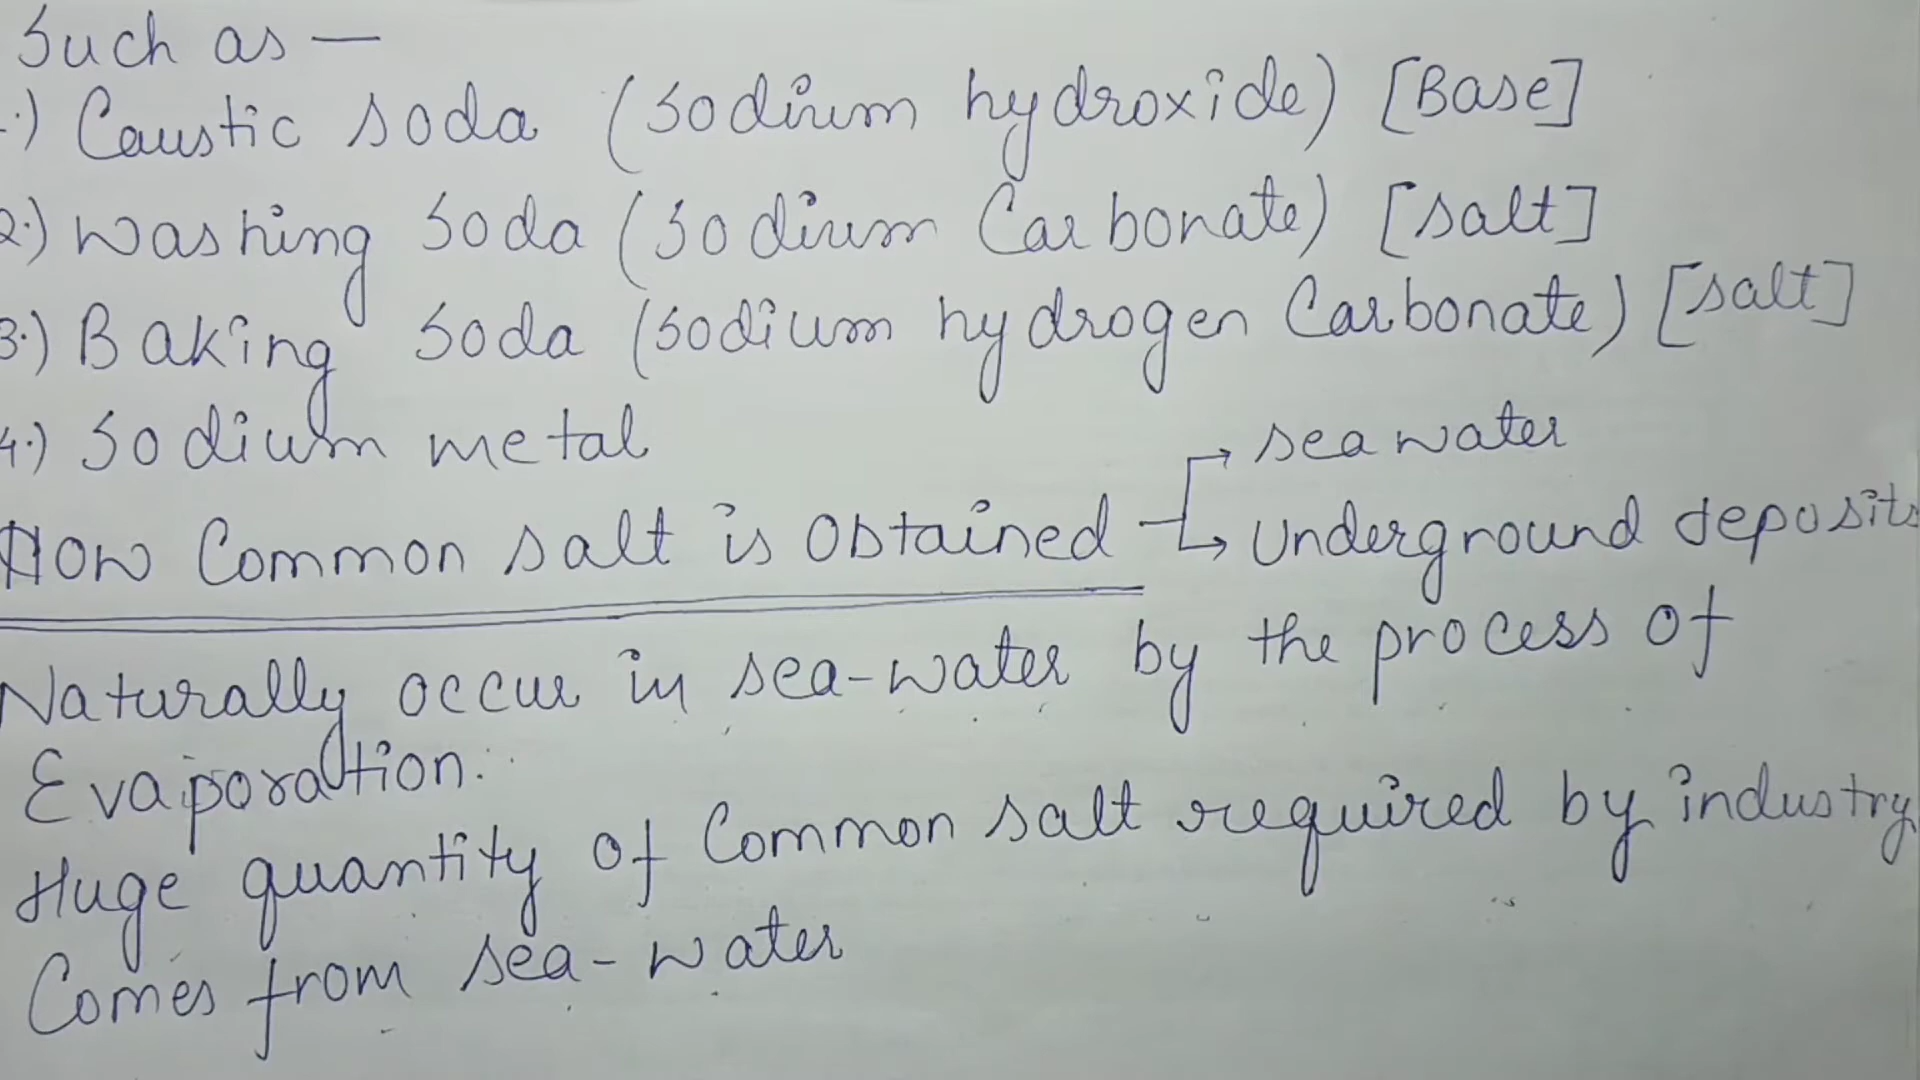 Such as —
1.) Caustic soda (Sodium hydroxide) [Base]
2.) Washing Soda (Sodium Carbonate) [salt]
3.) Baking Soda (Sodium hydrogen Carbonate) [salt]
4.) Sodium metal
How Common salt is Obtained → sea water
→ Underground deposits
Naturally occur in sea-water by the process of
Evaporation.
Huge quantity of Common salt required by industry
Comes from sea-water